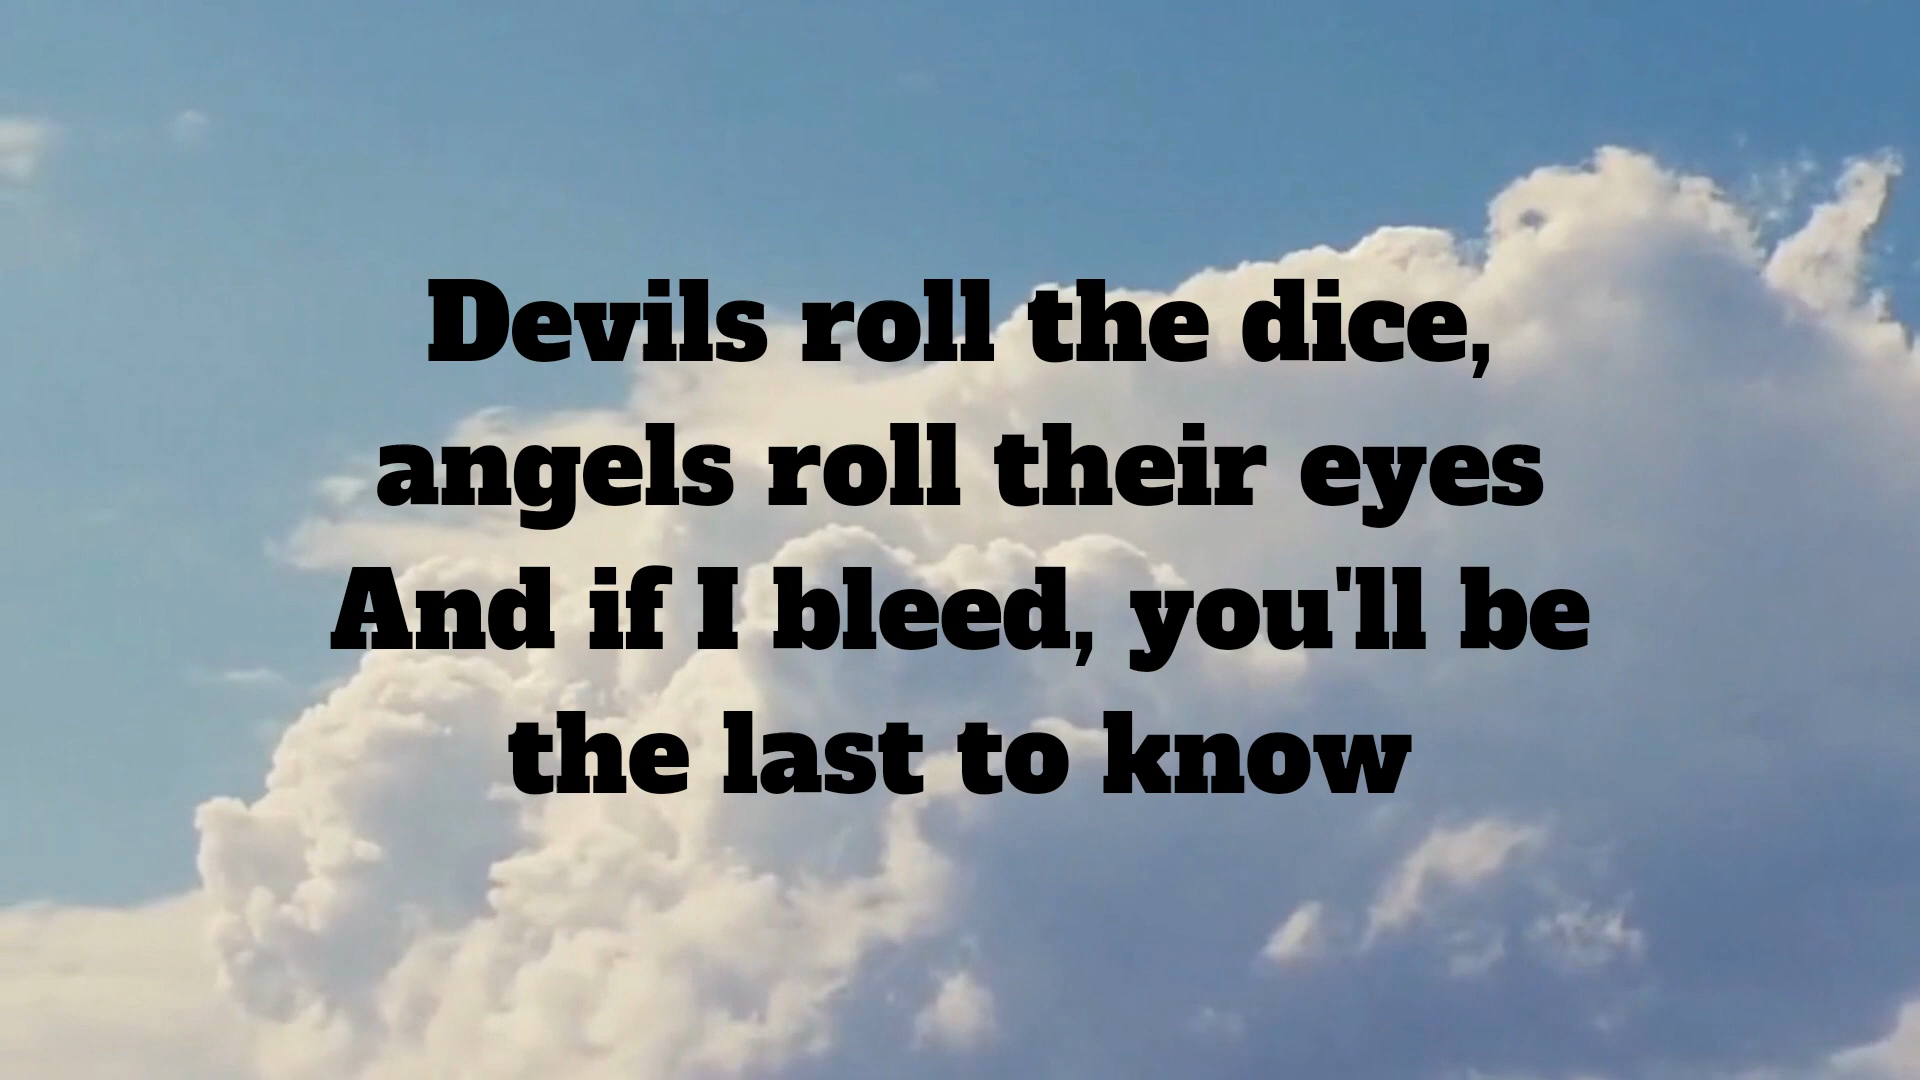 Devils roll the dice,
angels roll their eyes
And if I bleed, you'll be
the last to know